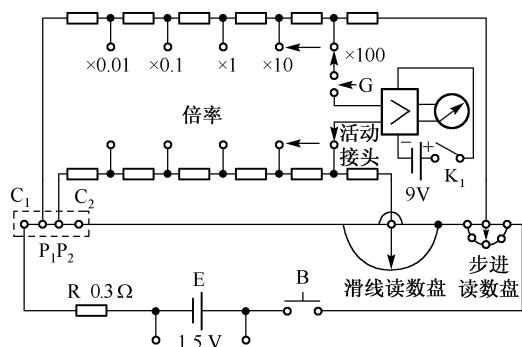 ×0.01 ×0.1 ×1 ×10 ×100
G
倍率
活动
接头
− +
9V
K₁
C₁ C₂
P₁P₂
步进
读数盘
滑线读数盘
R 0.3 Ω
E
B
1.5 V